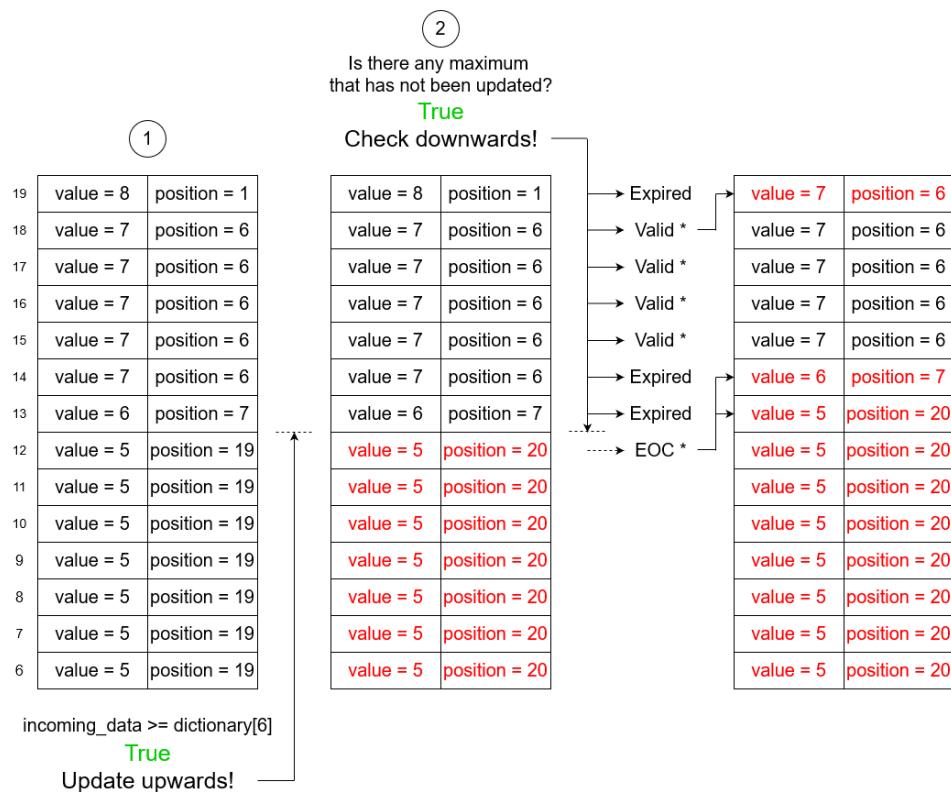 2
Is there any maximum
that has not been updated?
True
Check downwards!
1
19 value = 8 position = 1 value = 8 position = 1 Expired value = 7 position = 6
18 value = 7 position = 6 value = 7 position = 6 Valid * value = 7 position = 6
17 value = 7 position = 6 value = 7 position = 6 Valid * value = 7 position = 6
16 value = 7 position = 6 value = 7 position = 6 Valid * value = 7 position = 6
15 value = 7 position = 6 value = 7 position = 6 Valid * value = 7 position = 6
14 value = 7 position = 6 value = 7 position = 6 Expired value = 6 position = 7
13 value = 6 position = 7 value = 6 position = 7 Expired value = 5 position = 20
12 value = 5 position = 19 value = 5 position = 20 EOC * value = 5 position = 20
11 value = 5 position = 19 value = 5 position = 20 value = 5 position = 20
10 value = 5 position = 19 value = 5 position = 20 value = 5 position = 20
9 value = 5 position = 19 value = 5 position = 20 value = 5 position = 20
8 value = 5 position = 19 value = 5 position = 20 value = 5 position = 20
7 value = 5 position = 19 value = 5 position = 20 value = 5 position = 20
6 value = 5 position = 19 value = 5 position = 20 value = 5 position = 20
incoming_data >= dictionary[6]
True
Update upwards!